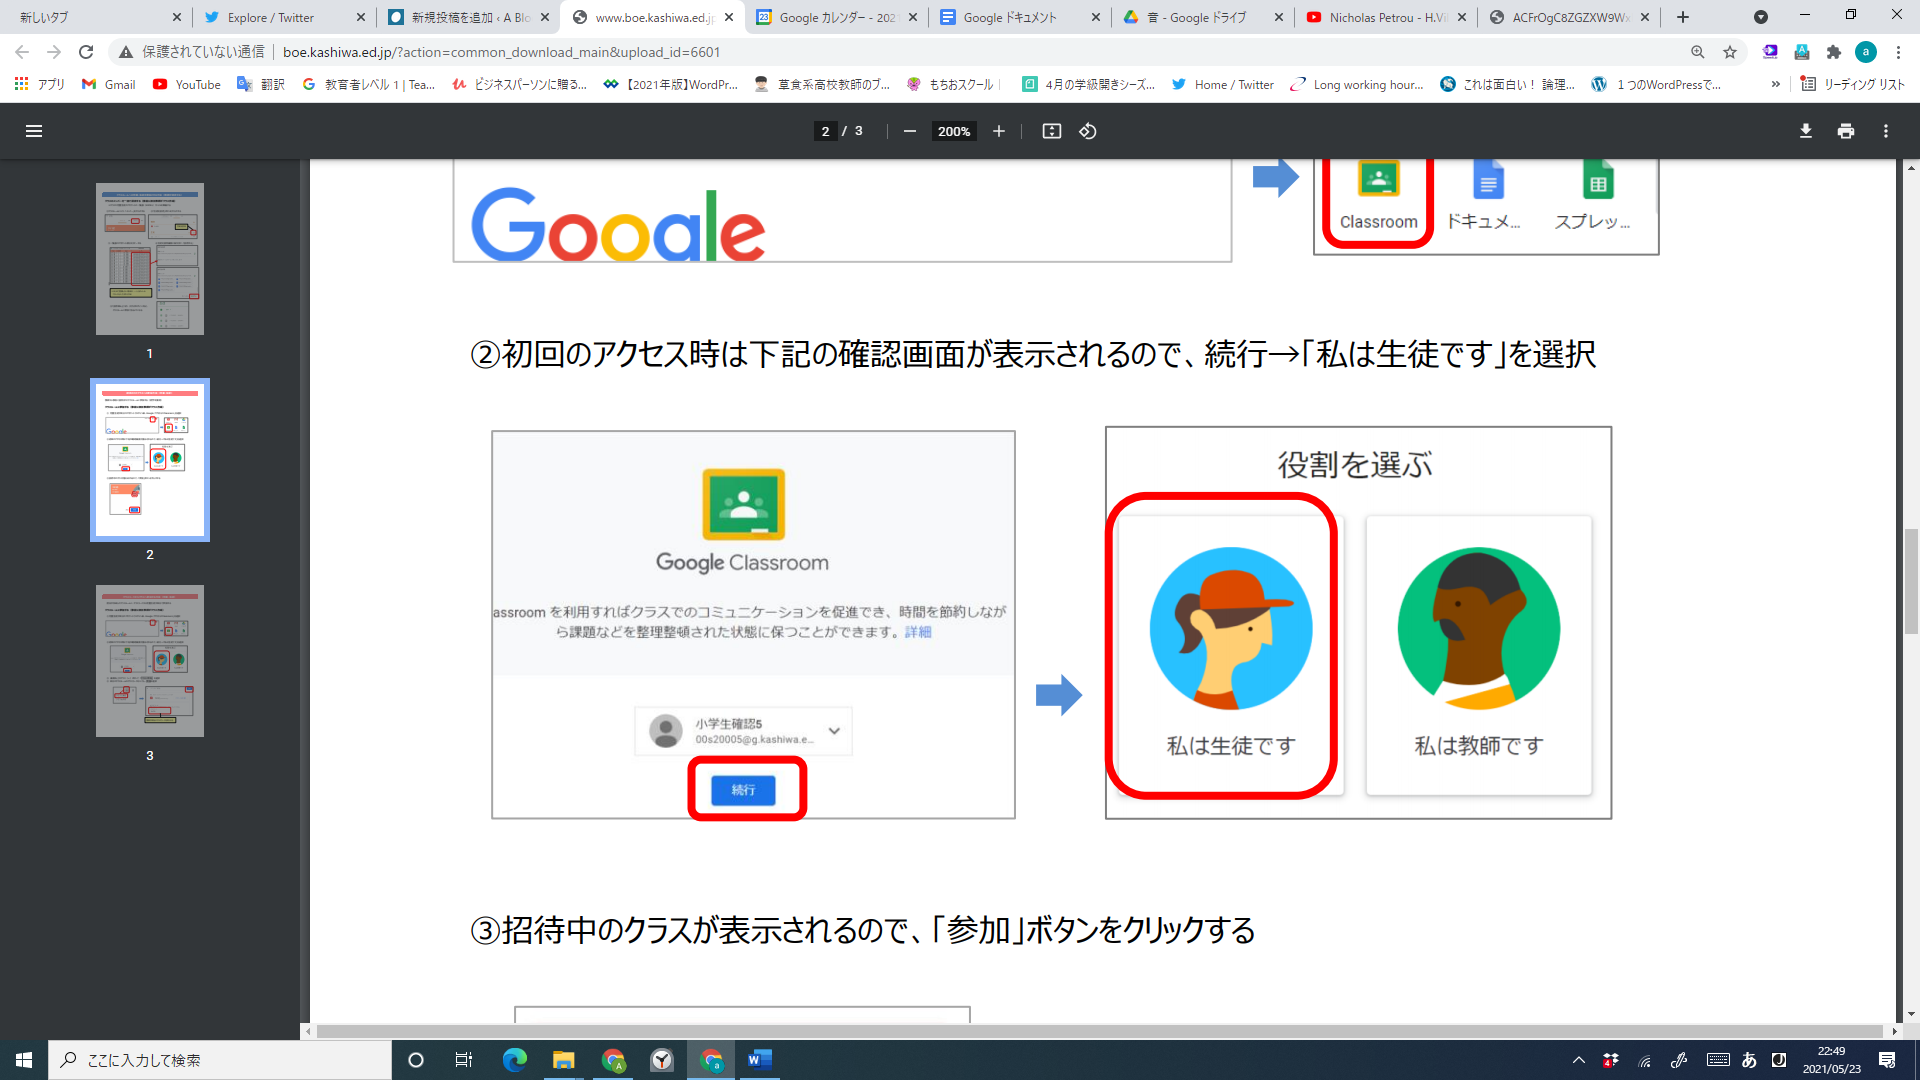 新しいタブ
Explore / Twitter
新規投稿を追加 ‹ A Blo
www.boe.kashiwa.ed.jp
Google カレンダー - 202
Google ドキュメント
音 - Google ドライブ
Nicholas Petrou - H.Vil
ACFrOgC8ZGZXW9Wx
保護されていない通信
boe.kashiwa.ed.jp/?action=common_download_main&upload_id=6601
アプリ
Gmail
YouTube
翻訳
教育者レベル 1 | Tea...
ビジネスパーソンに贈る...
【2021年版】WordPr...
草食系高校教師のブ...
もちおスクール |
4月の学級開きシーズ...
Home / Twitter
Long working hour...
これは面白い！ 論理...
1 つのWordPressで...
»
リーディング リスト
2 / 3
200%
1
2
3
Google
Classroom
ドキュメ...
スプレッ...
②初回のアクセス時は下記の確認画面が表示されるので、続行→「私は生徒です」を選択
Google Classroom
assroom を利用すればクラスでのコミュニケーションを促進でき、時間を節約しなが
ら課題などを整理整頓された状態に保つことができます。詳細
小学生確認5
00s20005@g.kashiwa.e...
続行
役割を選ぶ
私は生徒です
私は教師です
③招待中のクラスが表示されるので、「参加」ボタンをクリックする
ここに入力して検索
あ
22:49
2021/05/23